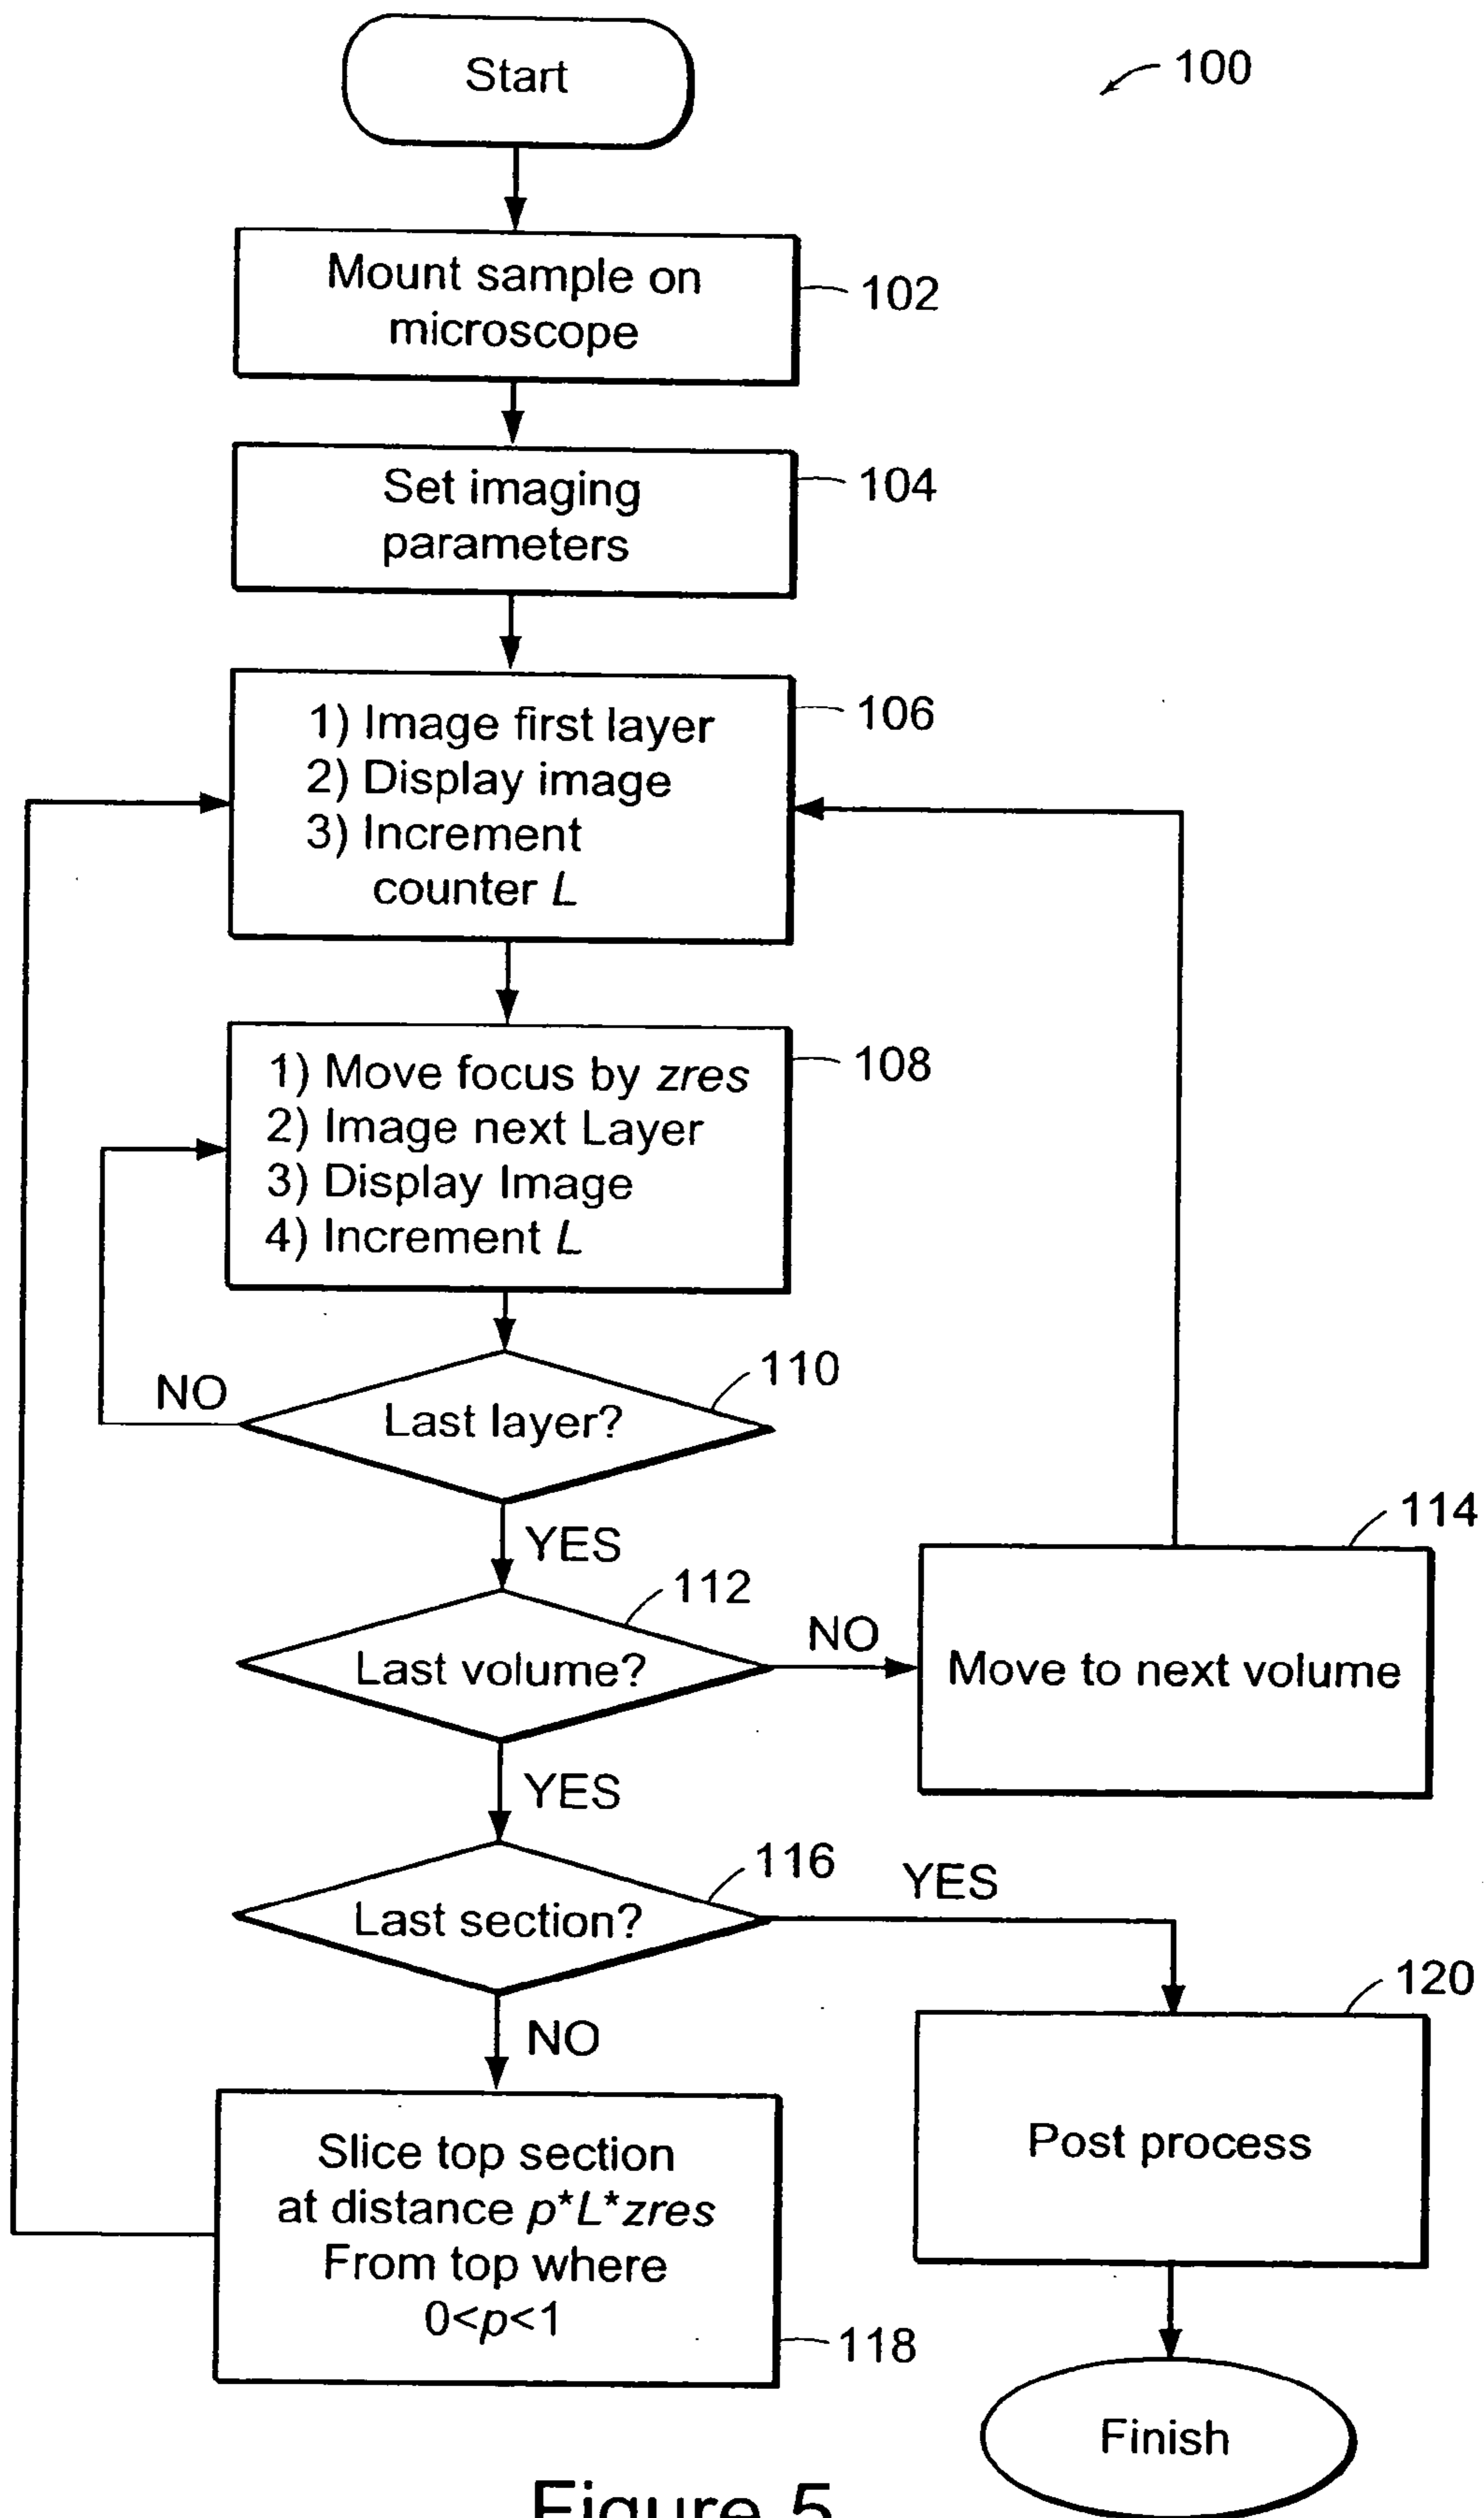 Start
100
Mount sample on
microscope
102
Set imaging
parameters
104
1) Image first layer
2) Display image
3) Increment
counter L
106
1) Move focus by zres
2) Image next Layer
3) Display Image
4) Increment L
108
110
NO
Last layer?
YES
114
112
NO
Last volume?
Move to next volume
YES
116
YES
Last section?
120
NO
Slice top section
at distance p*L*zres
From top where
0<p<1
118
Post process
Finish
Figure 5